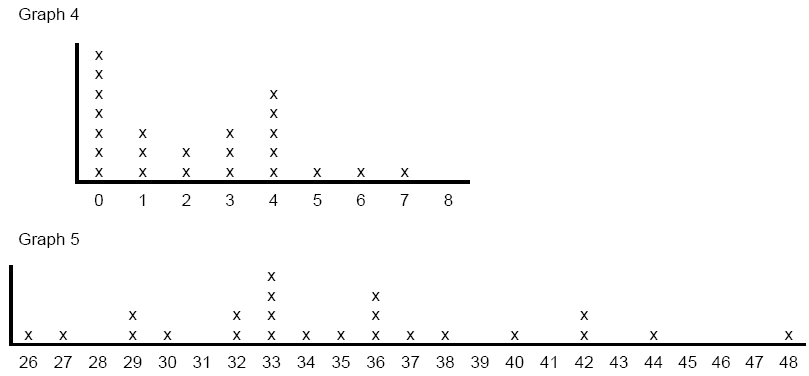 Graph 4
x
x
x x
x x
x x x x
x x x x x
x x x x x x x x
0 1 2 3 4 5 6 7 8
Graph 5
x
x x
x x x x x
x x x x x x x x x x x x x x x
26 27 28 29 30 31 32 33 34 35 36 37 38 39 40 41 42 43 44 45 46 47 48